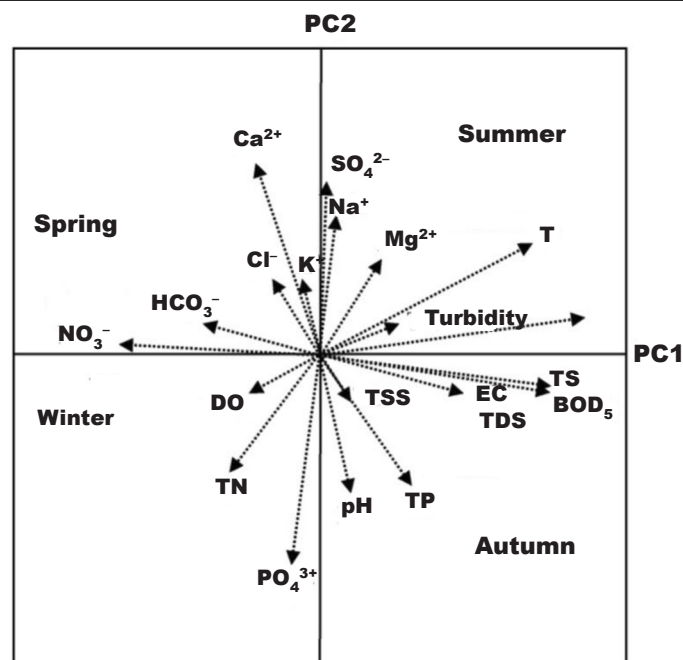 PC2
Ca²⁺
Summer
SO₄²⁻
Na⁺
Spring
Mg²⁺
T
Cl⁻
K⁺
HCO₃⁻
Turbidity
NO₃⁻
PC1
TS
EC
BOD₅
TSS
DO
TDS
Winter
TN
TP
pH
Autumn
PO₄³⁺